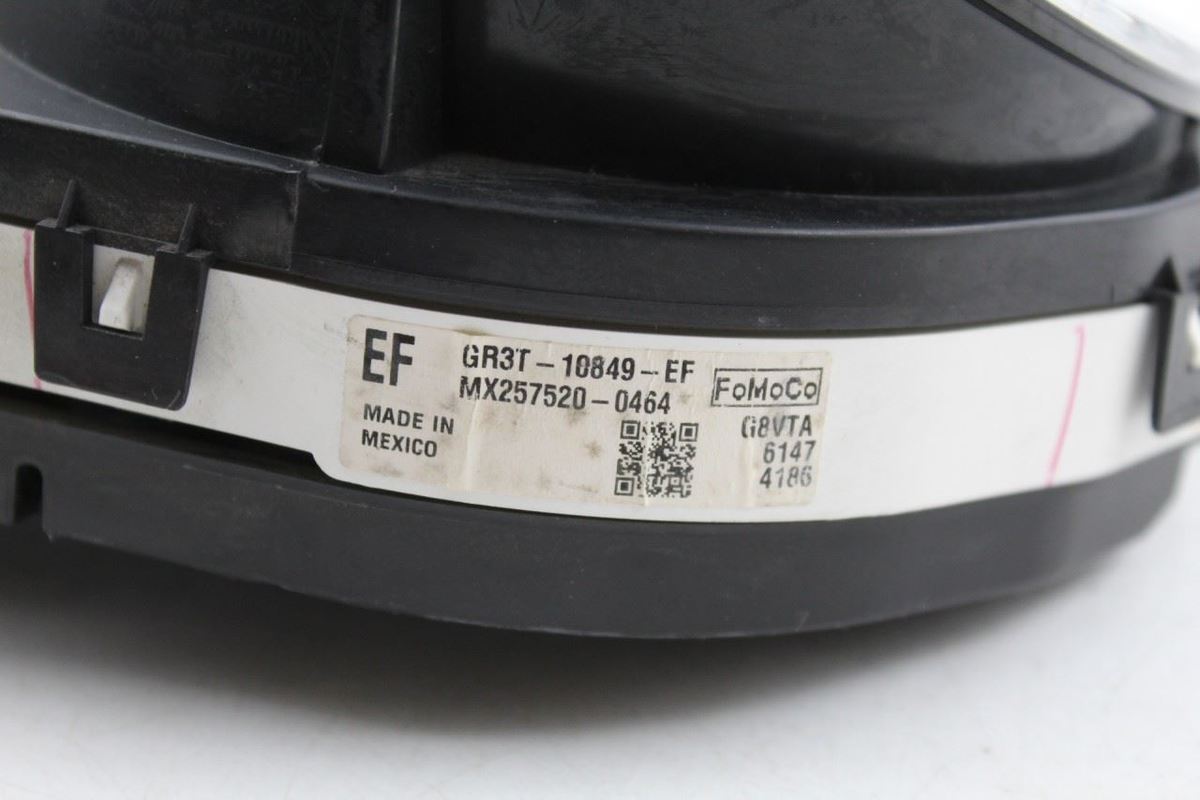 EF
GR3T-10849-EF
MX257520-0464
FoMoCo
MADE IN
MEXICO
G8VTA
6147
4186